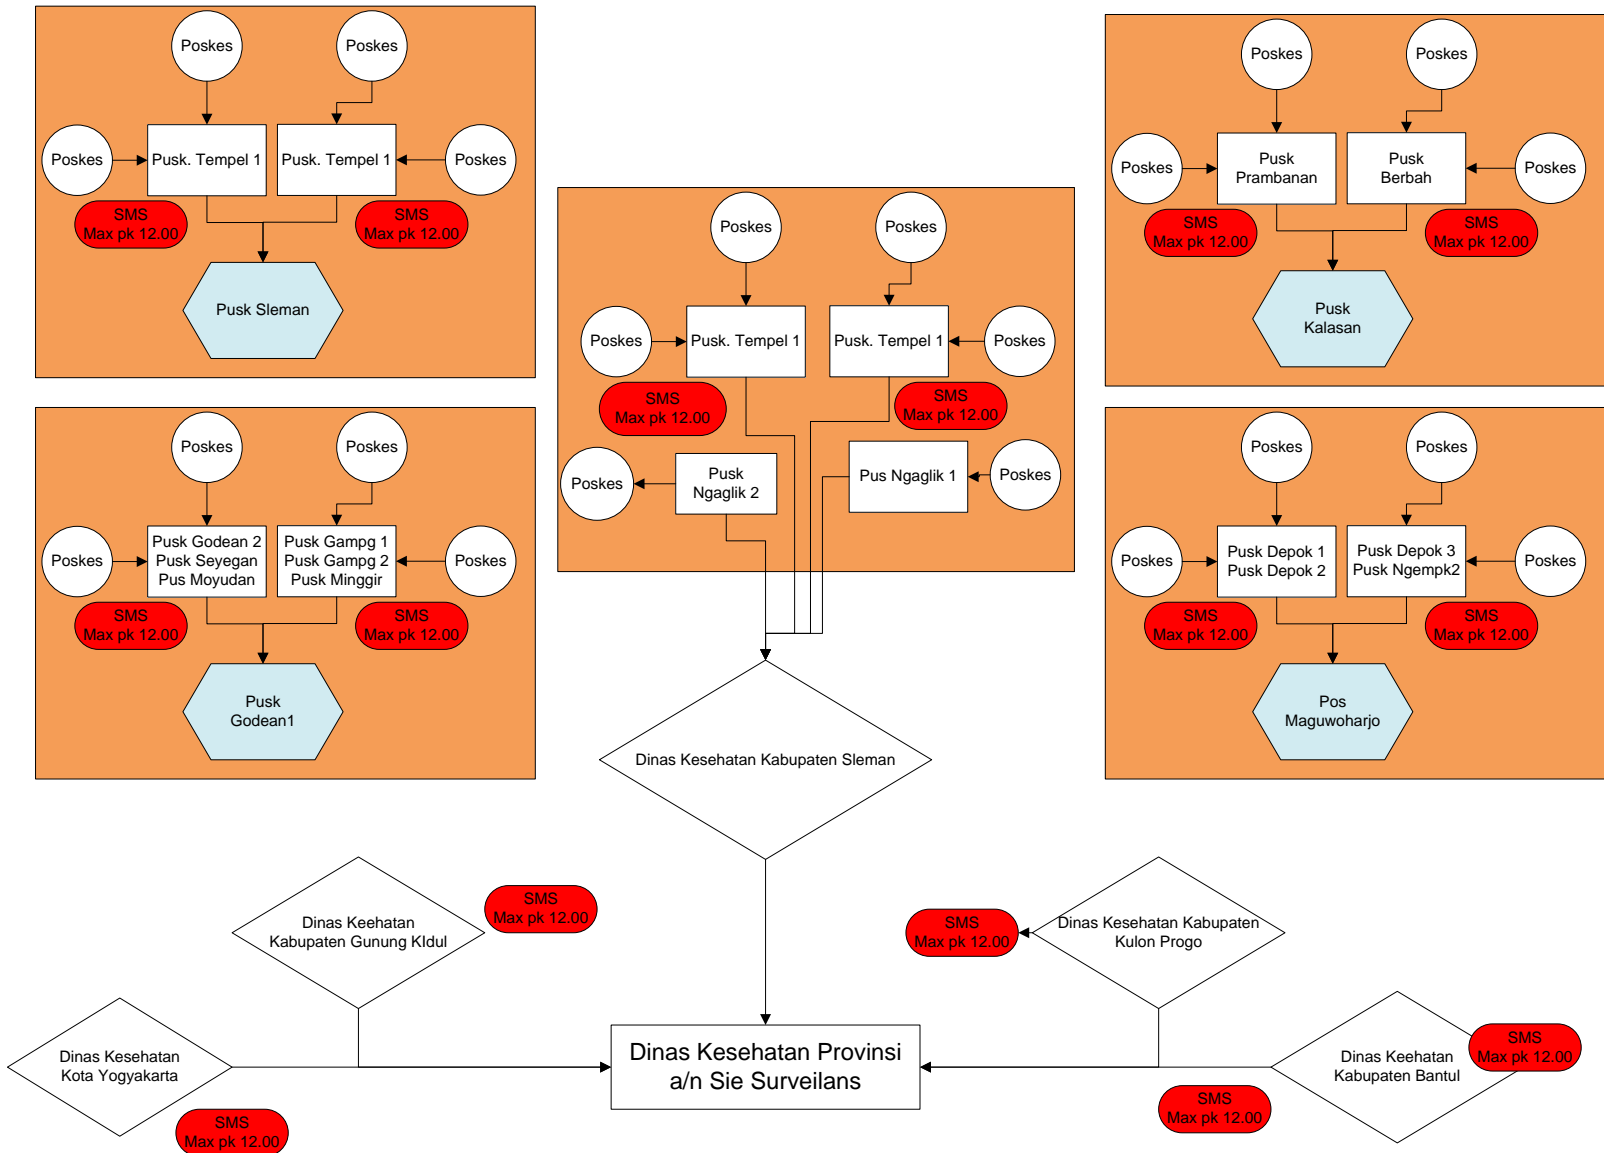 Poskes
Poskes
Poskes
Pusk. Tempel 1
Pusk. Tempel 1
Poskes
SMS
Max pk 12.00
SMS
Max pk 12.00
Pusk Sleman
Poskes
Poskes
Poskes
Pusk
Prambanan
Pusk
Berbah
Poskes
SMS
Max pk 12.00
SMS
Max pk 12.00
Pusk
Kalasan
Poskes
Poskes
Poskes
Pusk. Tempel 1
Pusk. Tempel 1
Poskes
SMS
Max pk 12.00
SMS
Max pk 12.00
Poskes
Pusk
Ngaglik 2
Pus Ngaglik 1
Poskes
Poskes
Poskes
Poskes
Pusk Godean 2
Pusk Seyegan
Pus Moyudan
Pusk Gampg 1
Pusk Gampg 2
Pusk Minggir
Poskes
SMS
Max pk 12.00
SMS
Max pk 12.00
Pusk
Godean1
Poskes
Poskes
Poskes
Pusk Depok 1
Pusk Depok 2
Pusk Depok 3
Pusk Ngempk2
Poskes
SMS
Max pk 12.00
SMS
Max pk 12.00
Pos
Maguwoharjo
Dinas Kesehatan Kabupaten Sleman
Dinas Keehatan
Kabupaten Gunung KIdul
SMS
Max pk 12.00
SMS
Max pk 12.00
Dinas Kesehatan Kabupaten
Kulon Progo
Dinas Kesehatan
Kota Yogyakarta
SMS
Max pk 12.00
Dinas Kesehatan Provinsi
a/n Sie Surveilans
Dinas Keehatan
Kabupaten Bantul
SMS
Max pk 12.00
SMS
Max pk 12.00